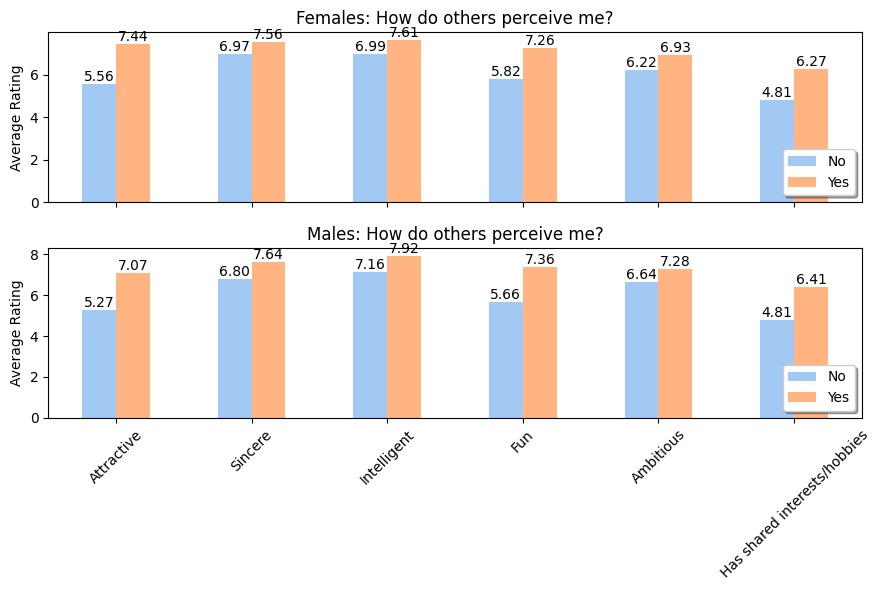 Females: How do others perceive me?
Average Rating
6
4
2
0
5.56
7.44
6.97
7.56
6.99
7.61
5.82
7.26
6.22
6.93
4.81
6.27
No
Yes
Males: How do others perceive me?
Average Rating
8
6
4
2
0
5.27
7.07
6.80
7.64
7.16
7.92
5.66
7.36
6.64
7.28
4.81
6.41
No
Yes
Attractive
Sincere
Intelligent
Fun
Ambitious
Has shared interests/hobbies